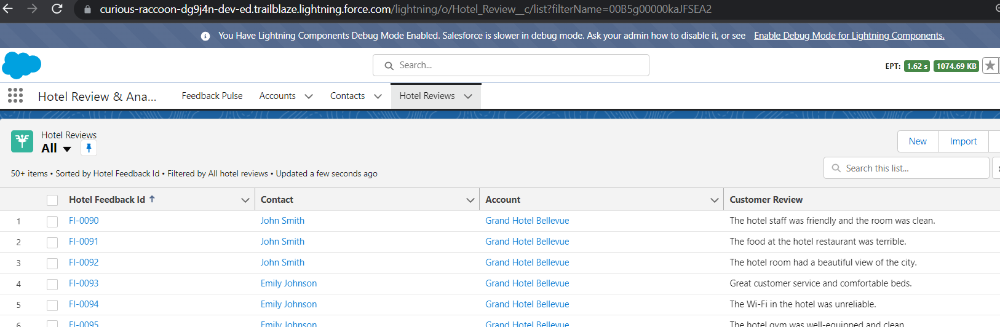 curious-raccoon-dg9j4n-dev-ed.trailblaze.lightning.force.com/lightning/o/Hotel_Review__c/list?filterName=00B5g00000kaJFSEA2
You Have Lightning Components Debug Mode Enabled. Salesforce is slower in debug mode. Ask your admin how to disable it, or see Enable Debug Mode for Lightning Components.
Search...
EPT: 1.62 s 1074.69 KB
Hotel Review & Ana... Feedback Pulse Accounts Contacts Hotel Reviews
Hotel Reviews
All
New Import
50+ items • Sorted by Hotel Feedback Id • Filtered by All hotel reviews • Updated a few seconds ago
Search this list...
Hotel Feedback Id Contact Account Customer Review
1 FI-0090 John Smith Grand Hotel Bellevue The hotel staff was friendly and the room was clean.
2 FI-0091 John Smith Grand Hotel Bellevue The food at the hotel restaurant was terrible.
3 FI-0092 John Smith Grand Hotel Bellevue The hotel room had a beautiful view of the city.
4 FI-0093 Emily Johnson Grand Hotel Bellevue Great customer service and comfortable beds.
5 FI-0094 Emily Johnson Grand Hotel Bellevue The Wi-Fi in the hotel was unreliable.
6 FI-0095 Emily Johnson Grand Hotel Bellevue The hotel gym was well-equipped and clean